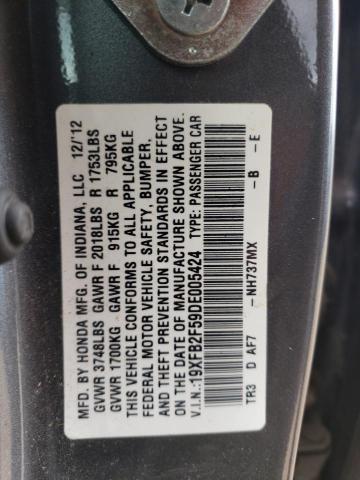 MFD. BY HONDA MFG. OF INDIANA, LLC 12/'12
GVWR 3748LBS GAWR F 2018LBS R 1753LBS
GVWR 1700KG GAWR F 915KG R 795KG
THIS VEHICLE CONFORMS TO ALL APPLICABLE
FEDERAL MOTOR VEHICLE SAFETY, BUMPER,
THEFT PREVENTION STANDARDS IN EFFECT
ON THE DATE OF MANUFACTURE SHOWN ABOVE.
V.I.N.:19XFB2F59DE005424 TYPE: PASSENGER CAR
-NH737MX -B -E
TR3 D AF7